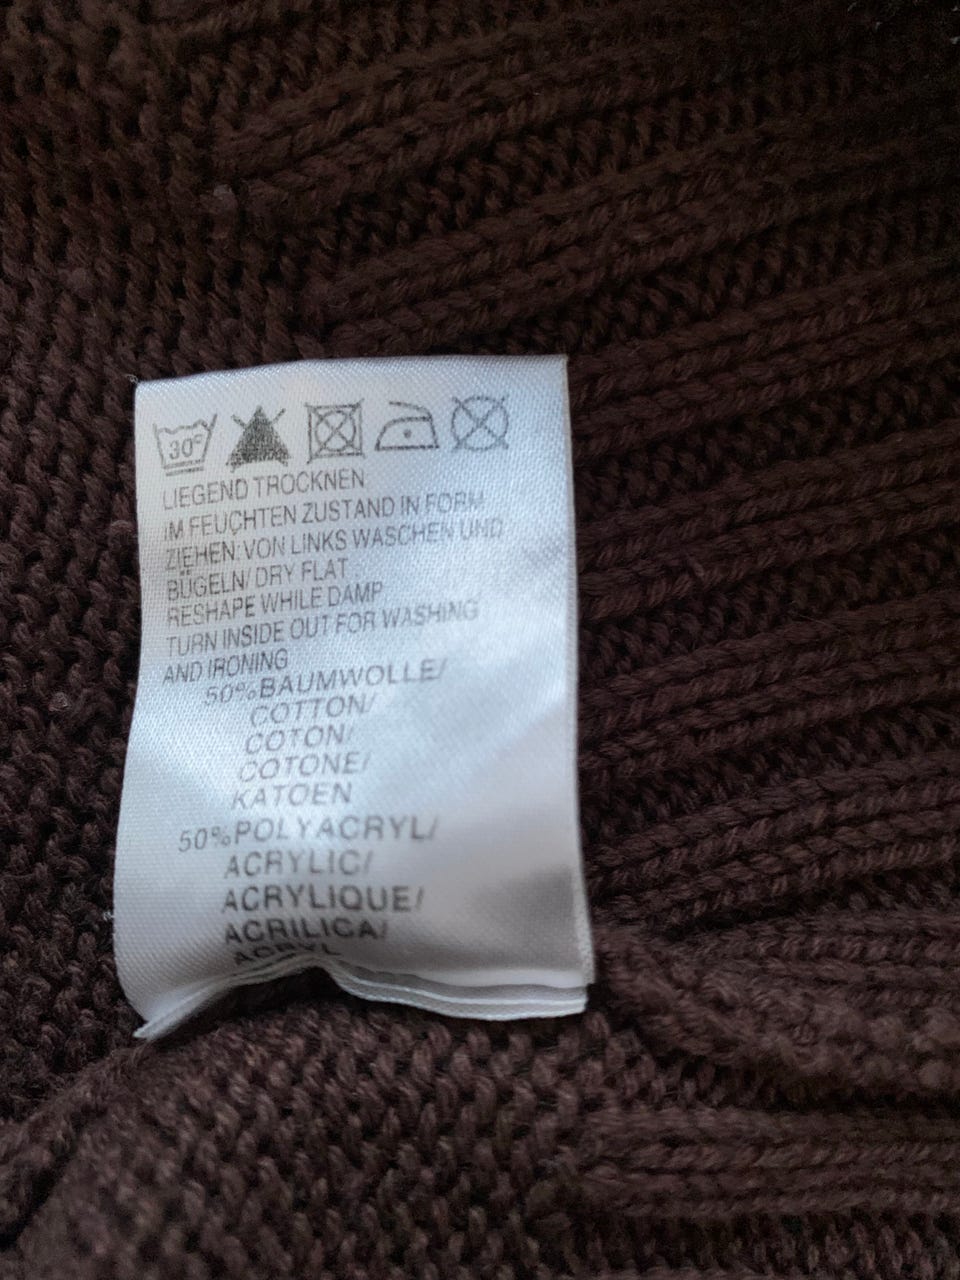 30°
LIEGEND TROCKNEN
IM FEUCHTEN ZUSTAND IN FORM
ZIEHEN: VON LINKS WASCHEN UND
BÜGELN/ DRY FLAT
RESHAPE WHILE DAMP
TURN INSIDE OUT FOR WASHING
AND IRONING
50%BAUMWOLLE/
COTTON/
COTON/
COTONE/
KATOEN
50%POLYACRYL/
ACRYLIC/
ACRYLIQUE/
ACRILICA/
ACRYL